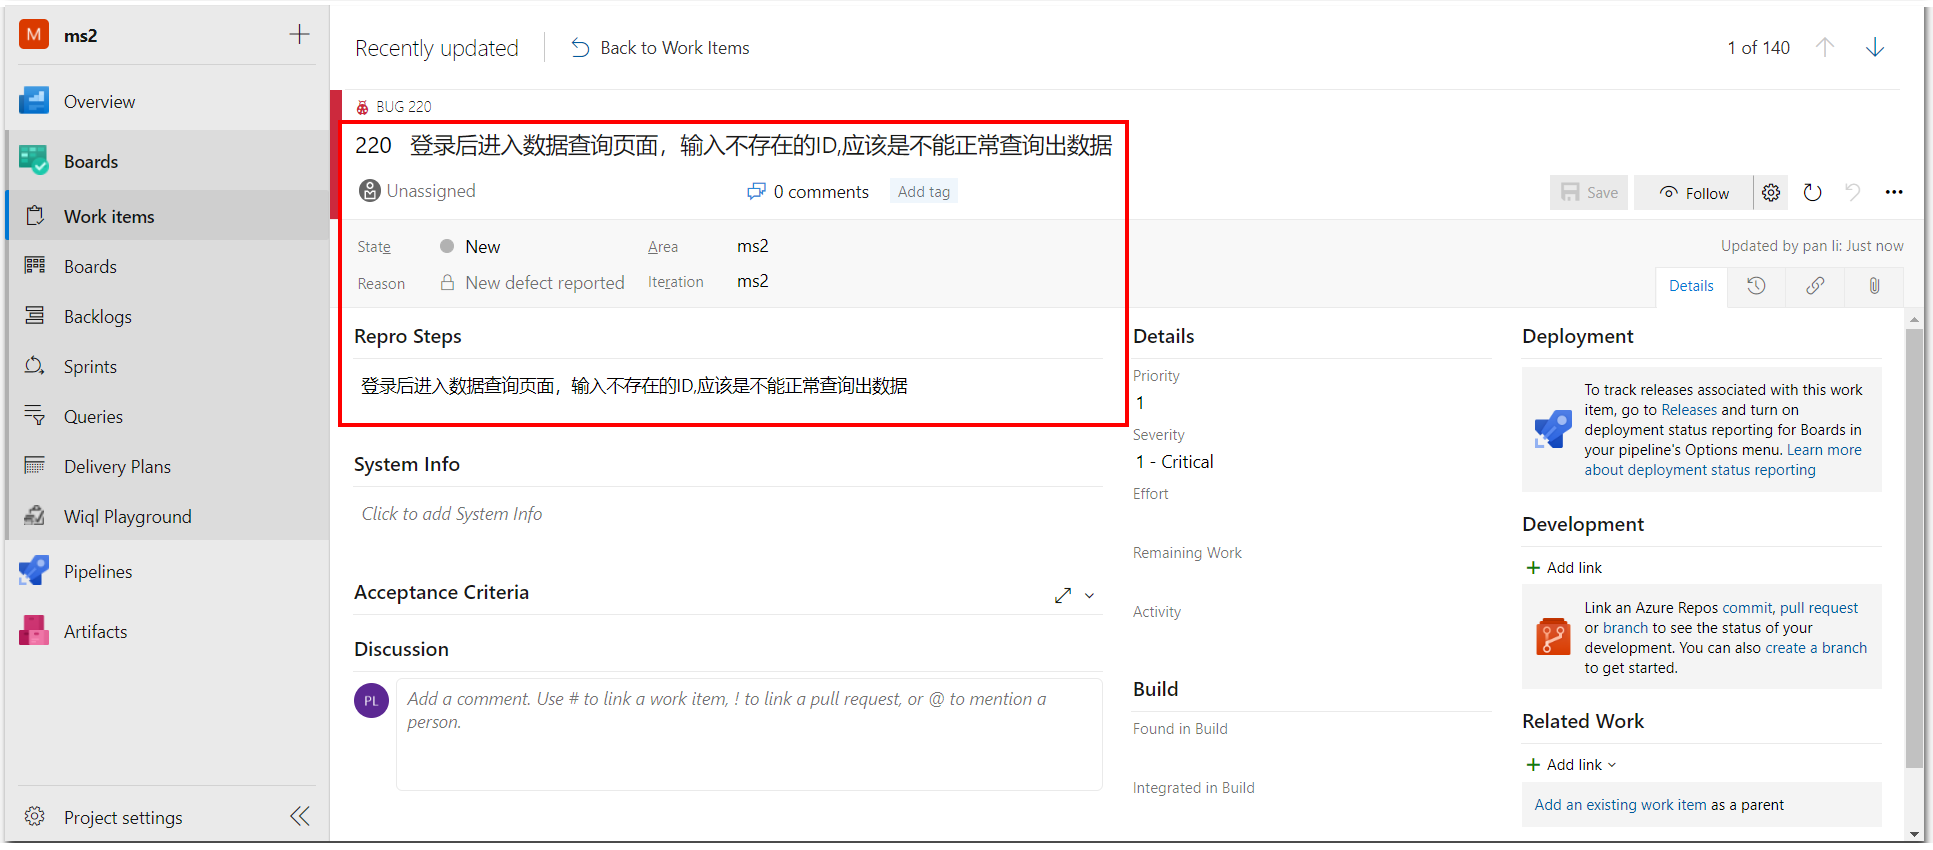 M
ms2
Overview
Boards
Work items
Boards
Backlogs
Sprints
Queries
Delivery Plans
Wiql Playground
Pipelines
Artifacts
Project settings
Recently updated
Back to Work Items
1 of 140
BUG 220
220 登录后进入数据查询页面，输入不存在的ID,应该是不能正常查询出数据
Unassigned
0 comments
Add tag
Save
Follow
State
New
Area
ms2
Reason
New defect reported
Iteration
ms2
Updated by pan li: Just now
Details
Repro Steps
登录后进入数据查询页面，输入不存在的ID,应该是不能正常查询出数据
System Info
Click to add System Info
Acceptance Criteria
Discussion
PL
Add a comment. Use # to link a work item, ! to link a pull request, or @ to mention a
person.
Details
Priority
1
Severity
1 - Critical
Effort
Remaining Work
Activity
Build
Found in Build
Integrated in Build
Deployment
To track releases associated with this work
item, go to Releases and turn on
deployment status reporting for Boards in
your pipeline's Options menu. Learn more
about deployment status reporting
Development
Add link
Link an Azure Repos commit, pull request
or branch to see the status of your
development. You can also create a branch
to get started.
Related Work
Add link
Add an existing work item as a parent